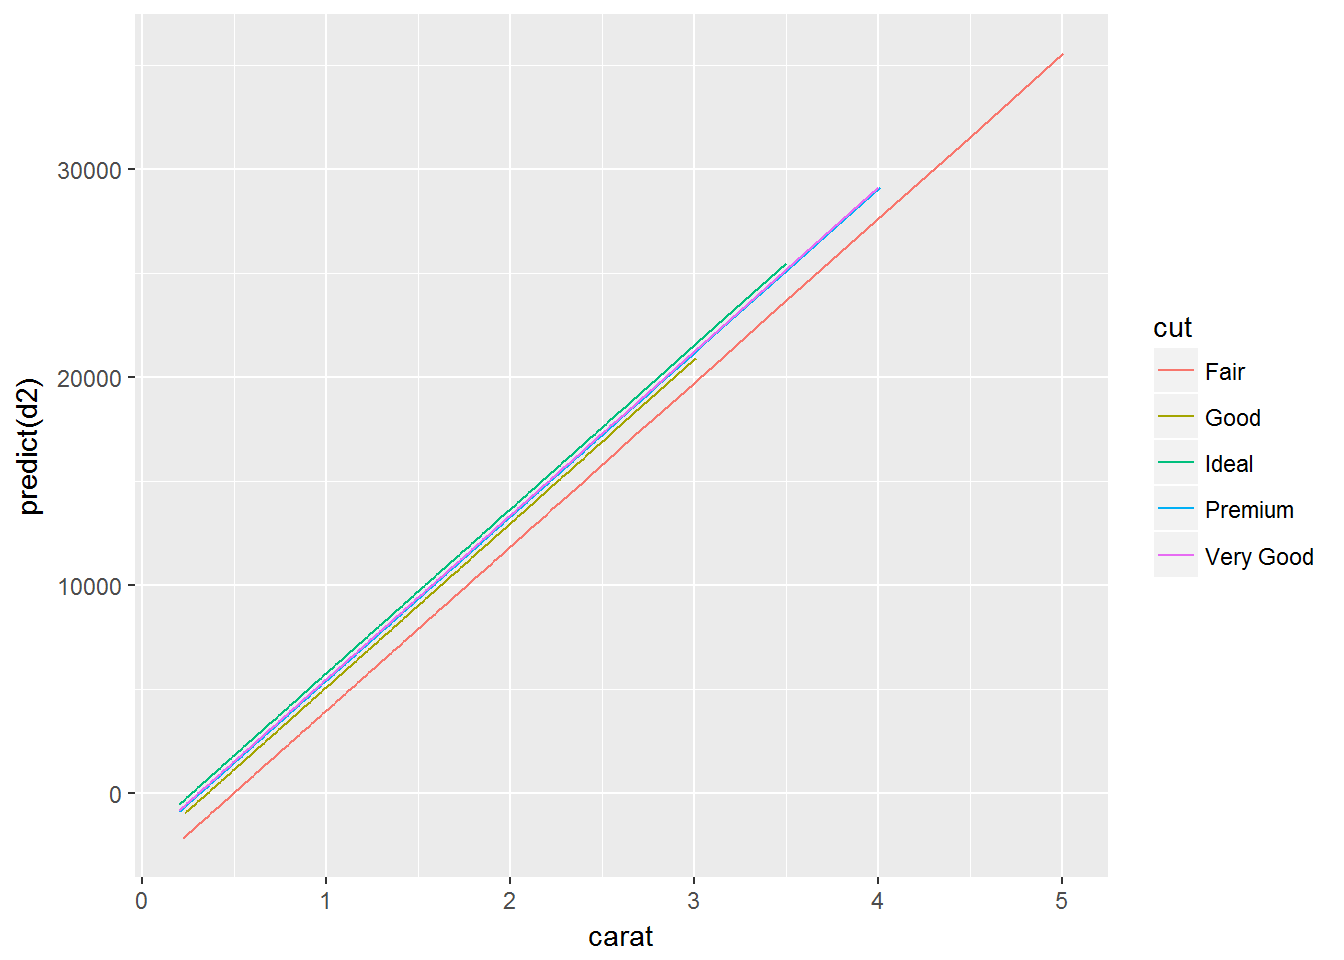 predict(d2)
30000
20000
10000
0
0 1 2 3 4 5
carat
cut
Fair
Good
Ideal
Premium
Very Good